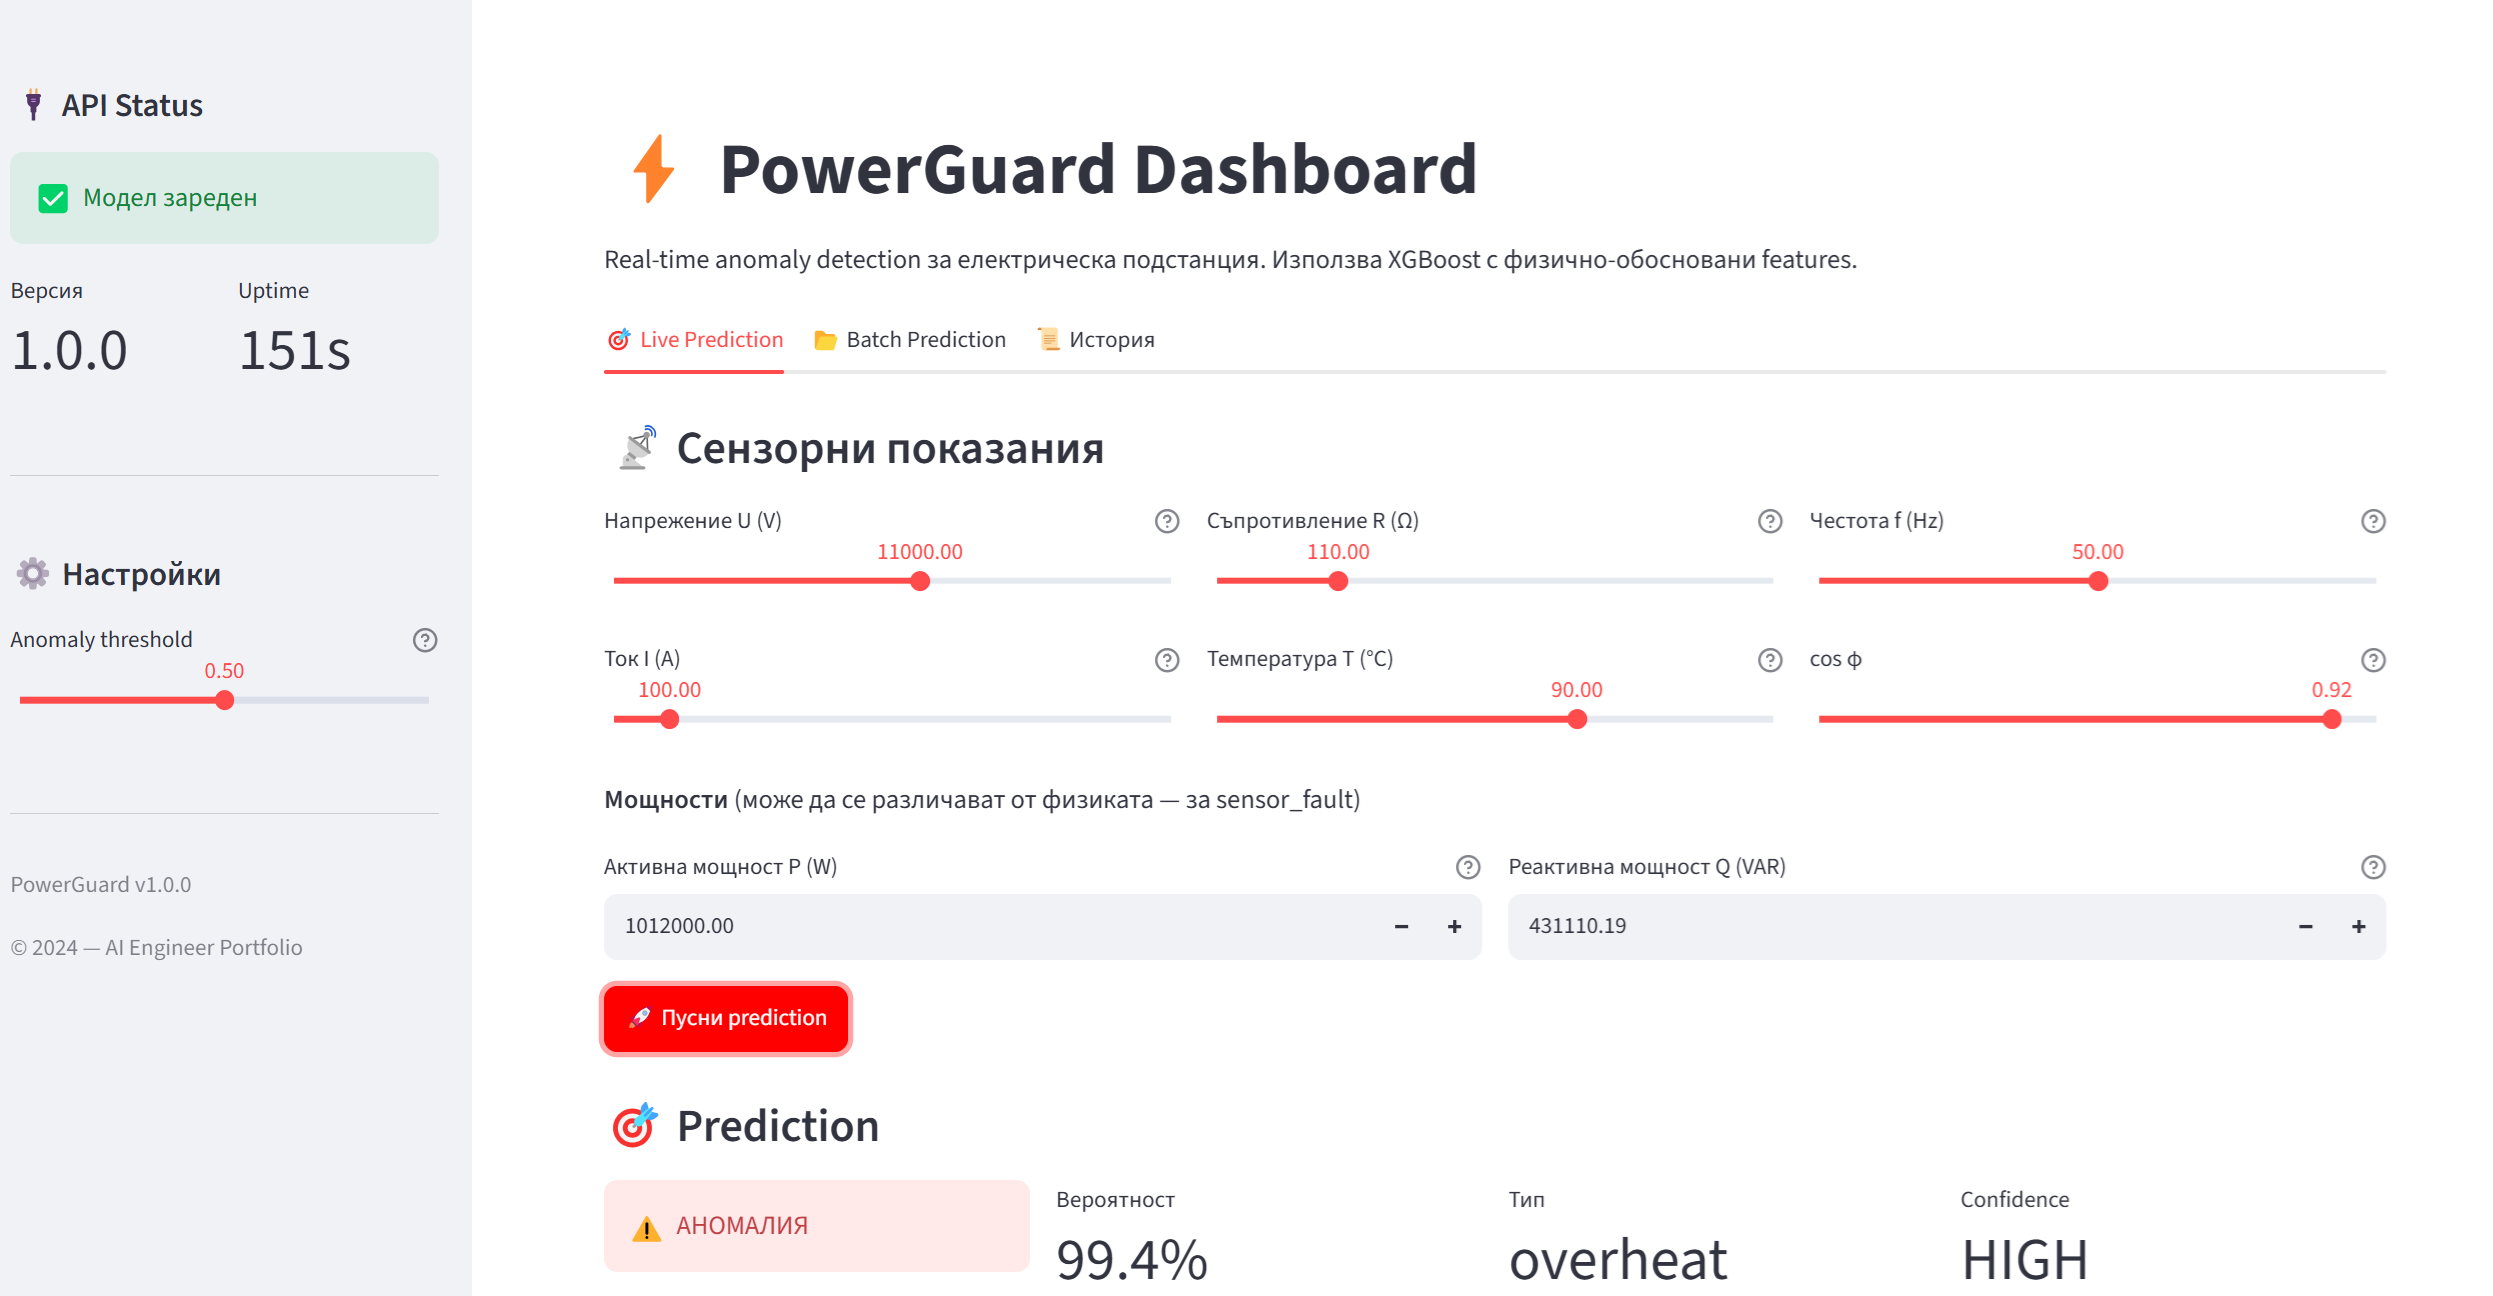 API Status
Модел зареден
Версия
Uptime
1.0.0
151s
Настройки
Anomaly threshold
0.50
PowerGuard v1.0.0
© 2024 — AI Engineer Portfolio
PowerGuard Dashboard
Real-time anomaly detection за електрическа подстанция. Използва XGBoost с физично-обосновани features.
Live Prediction
Batch Prediction
История
Сензорни показания
Напрежение U (V)
11000.00
Съпротивление R (Ω)
110.00
Честота f (Hz)
50.00
Ток I (A)
100.00
Температура T (°C)
90.00
cos φ
0.92
Мощности (може да се различават от физиката — за sensor_fault)
Активна мощност P (W)
1012000.00
Реактивна мощност Q (VAR)
431110.19
Пусни prediction
Prediction
АНОМАЛИЯ
Вероятност
99.4%
Тип
overheat
Confidence
HIGH